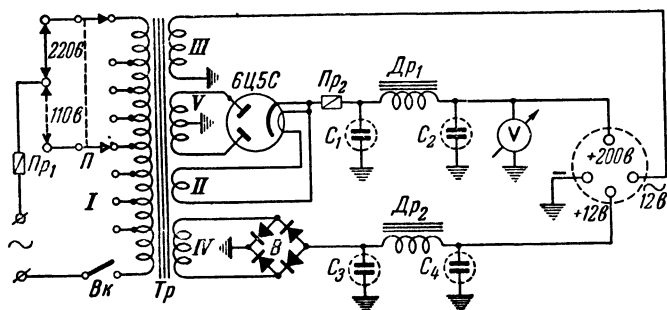 220в
110в
Пр₁
П
I
Вк
Тр
III
V
II
IV
6Ц5С
В
Пр₂
Др₁
C₁
C₂
V
+200в
−
~
12в
+12в
Др₂
C₃
C₄
~